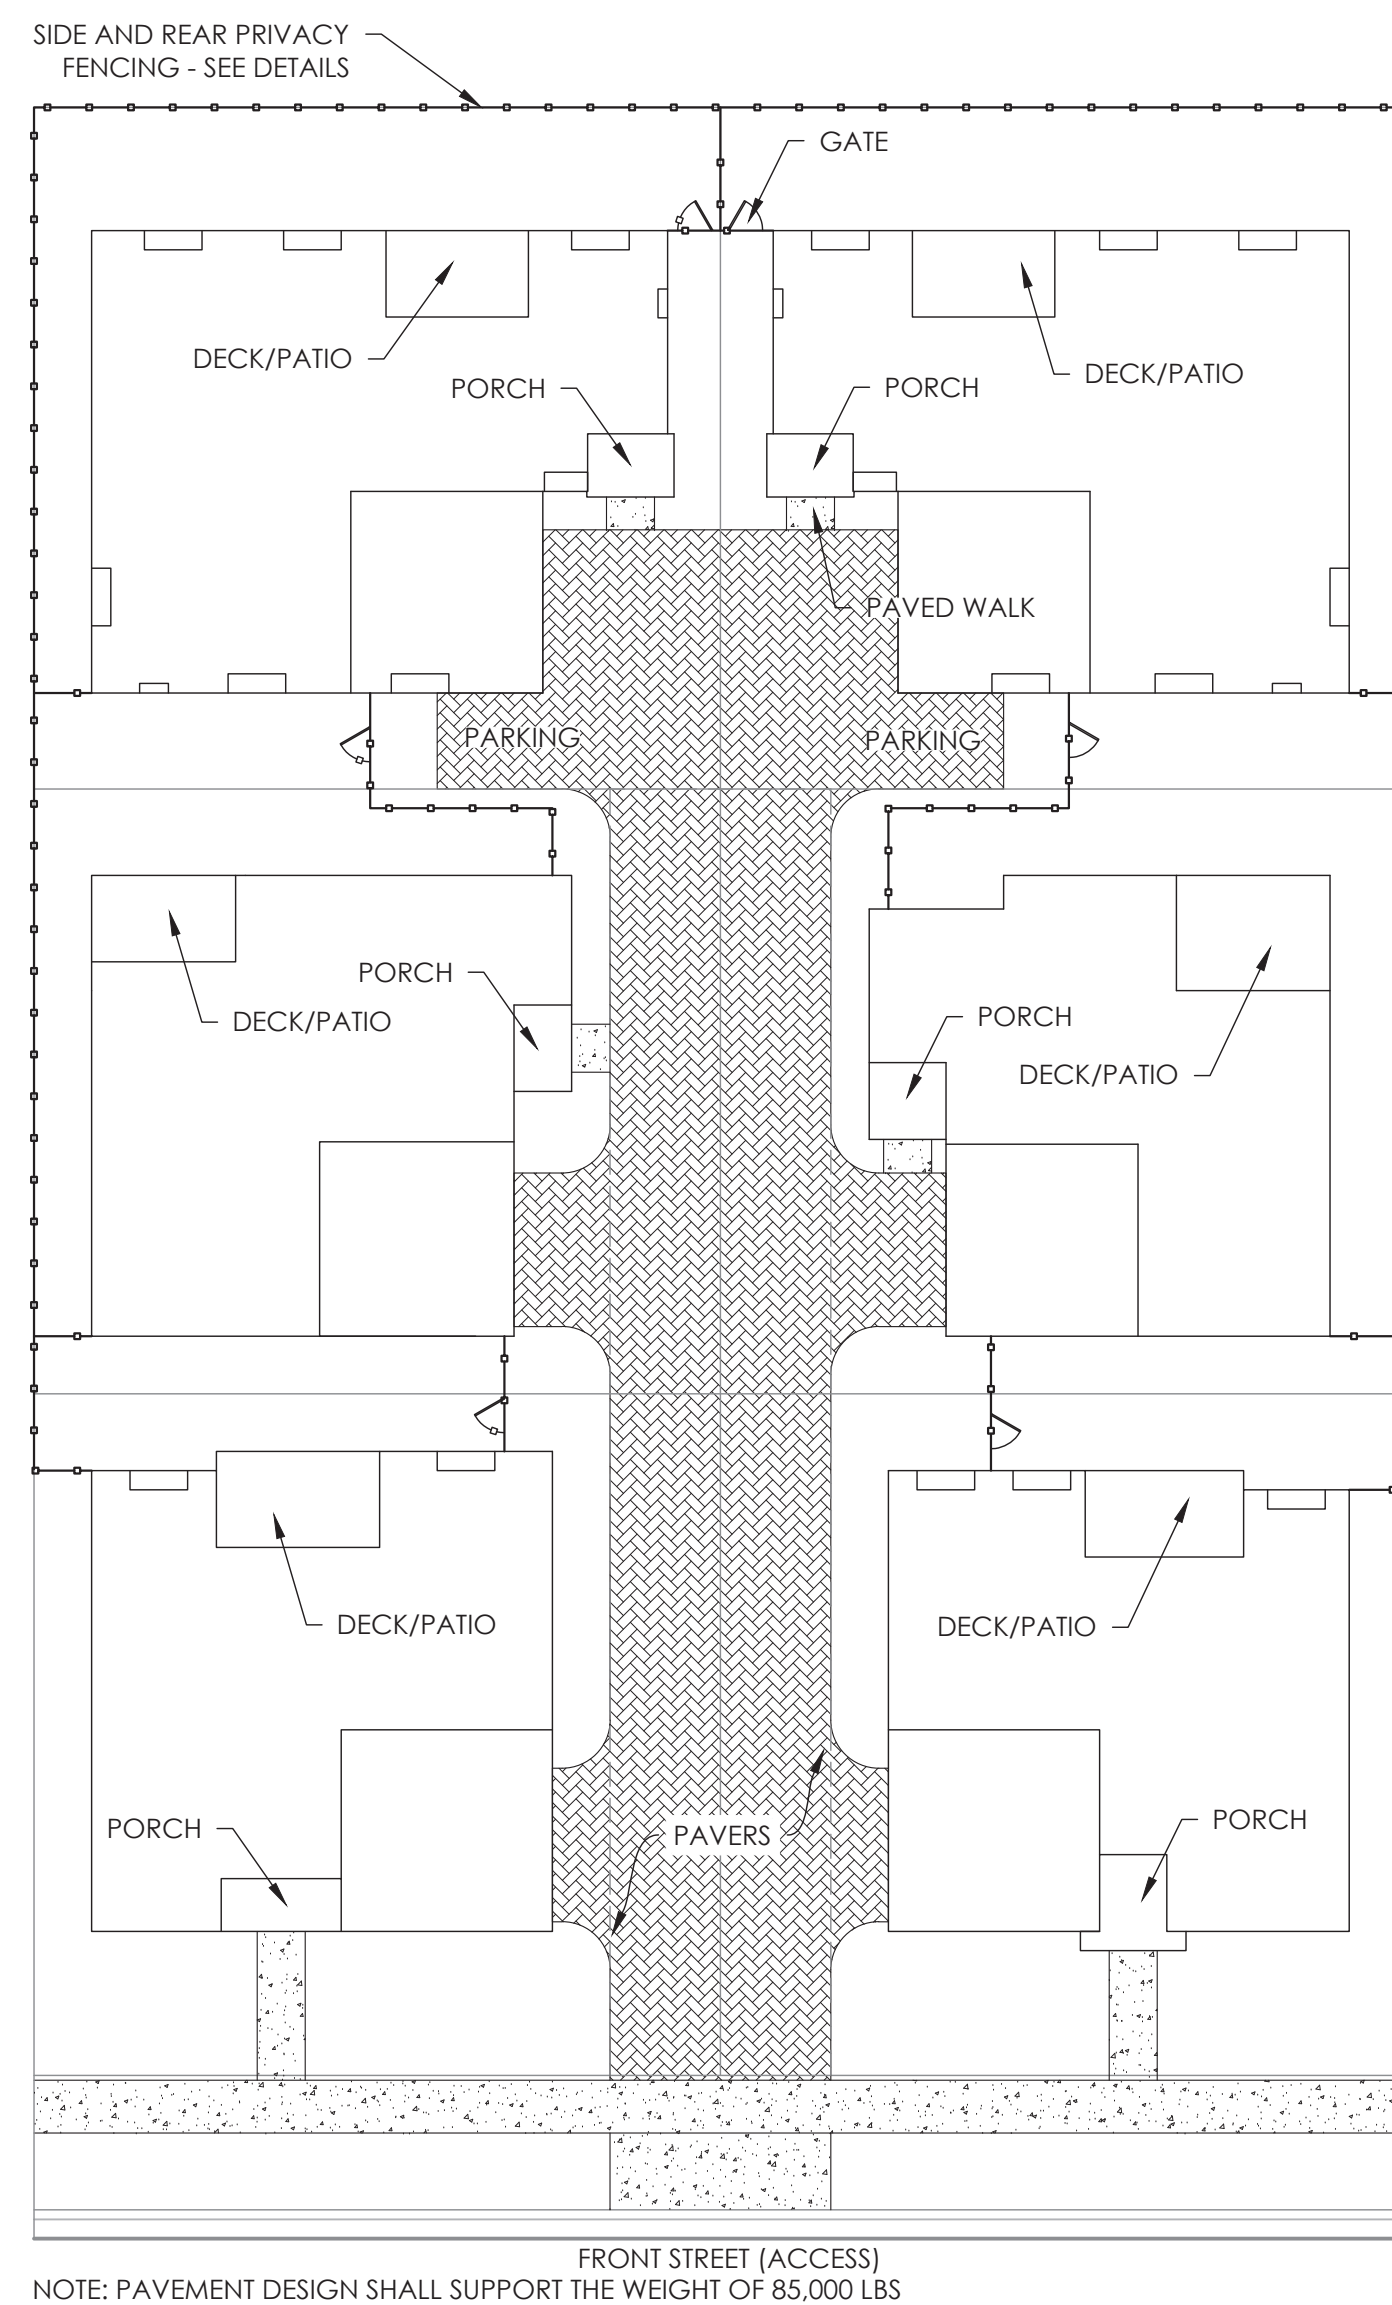 SIDE AND REAR PRIVACY
FENCING - SEE DETAILS
GATE
DECK/PATIO
PORCH
PORCH
DECK/PATIO
PAVED WALK
PARKING
PARKING
PORCH
DECK/PATIO
PORCH
DECK/PATIO
DECK/PATIO
DECK/PATIO
PORCH
PAVERS
PORCH
FRONT STREET (ACCESS)
NOTE: PAVEMENT DESIGN SHALL SUPPORT THE WEIGHT OF 85,000 LBS